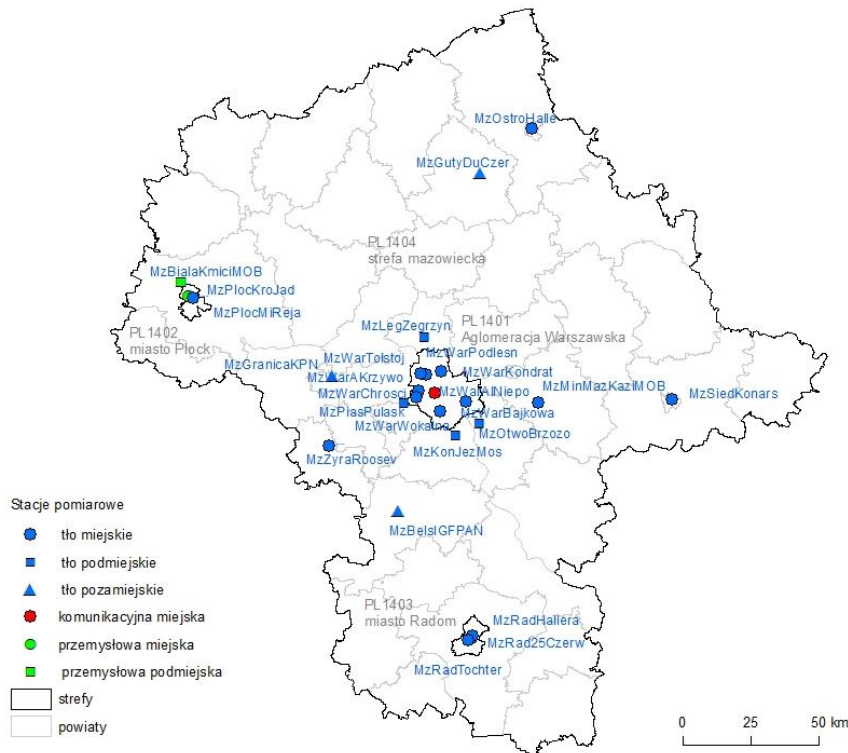 MzOstroHalle
MzGutyDuCzer
PL1404
strefa mazowiecka
MzBialaKmiciMOB
MzPlocKroJad
MzPlocMiReja
PL1402
miasto Płock
MzLegZegrzyn
PL1401
Aglomeracja Warszawska
MzGranicaKPN
MzWarTolstoj
MzWarPodlesn
MzWarAKrzywo
MzWarKondrat
MzWarChrosci
MzWarAlNiepo
MzMinMazKaziMOB
MzSiedKonars
MzPiasPulask
MzWarBajkowa
MzWarWokalna
MzOtwoBrzozo
MzKonJezMos
MzZyraRoosev
MzBelsIGFPAN
PL1403
miasto Radom
MzRadHallera
MzRad25Czerw
MzRadTochter
Stacje pomiarowe
tło miejskie
tło podmiejskie
tło pozamiejskie
komunikacyjna miejska
przemysłowa miejska
przemysłowa podmiejska
strefy
powiaty
0 25 50 km